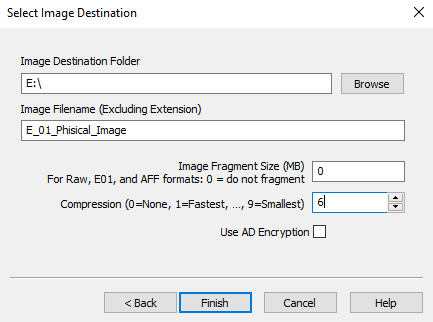 Select Image Destination
Image Destination Folder
E:\
Browse
Image Filename (Excluding Extension)
E_01_Phisical_Image
Image Fragment Size (MB)
0
For Raw, E01, and AFF formats: 0 = do not fragment
Compression (0=None, 1=Fastest, ..., 9=Smallest)
6
Use AD Encryption
< Back
Finish
Cancel
Help